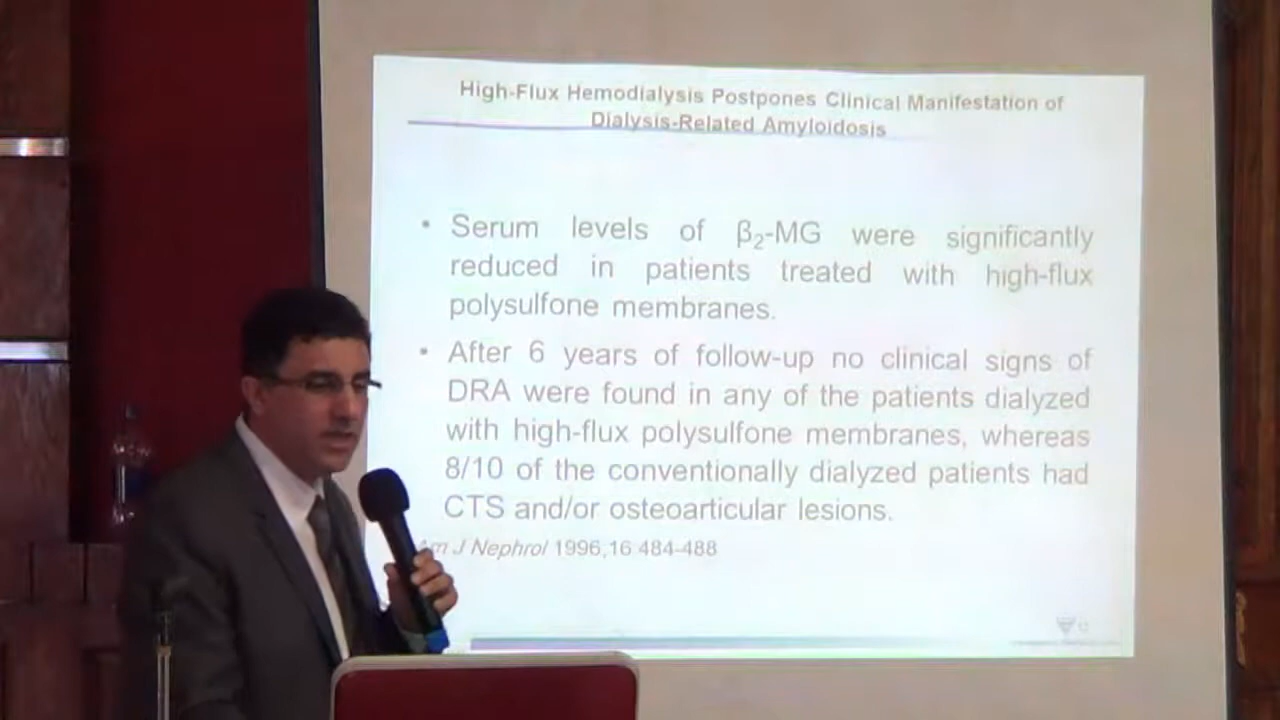 High-Flux Hemodialysis Postpones Clinical Manifestation of
Dialysis-Related Amyloidosis
• Serum levels of β₂-MG were significantly
reduced in patients treated with high-flux
polysulfone membranes.
• After 6 years of follow-up no clinical signs of
DRA were found in any of the patients dialyzed
with high-flux polysulfone membranes, whereas
8/10 of the conventionally dialyzed patients had
CTS and/or osteoarticular lesions.
Am J Nephrol 1996,16 484-488